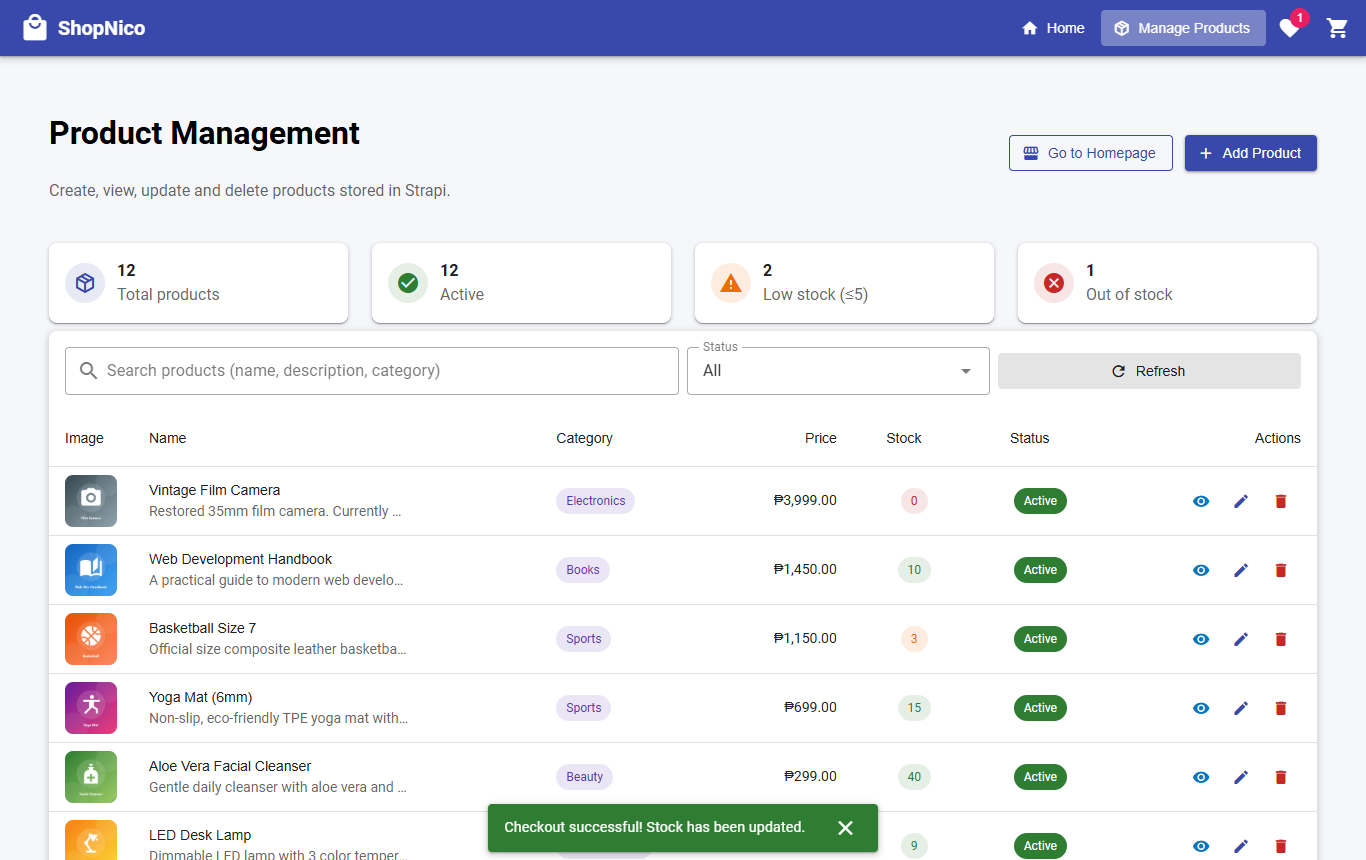 ShopNico
Home
Manage Products
1
Product Management
Go to Homepage
Add Product
Create, view, update and delete products stored in Strapi.
12
Total products
12
Active
2
Low stock (≤5)
1
Out of stock
Status
Search products (name, description, category)
All
Refresh
Image Name Category Price Stock Status Actions
Vintage Film Camera
Restored 35mm film camera. Currently ...
Electronics
₱3,999.00
0
Active
Web Development Handbook
A practical guide to modern web develo...
Books
₱1,450.00
10
Active
Basketball Size 7
Official size composite leather basketba...
Sports
₱1,150.00
3
Active
Yoga Mat (6mm)
Non-slip, eco-friendly TPE yoga mat with...
Sports
₱699.00
15
Active
Aloe Vera Facial Cleanser
Gentle daily cleanser with aloe vera and ...
Beauty
₱299.00
40
Active
LED Desk Lamp
Dimmable LED lamp with 3 color temper...
9
Active
Checkout successful! Stock has been updated.